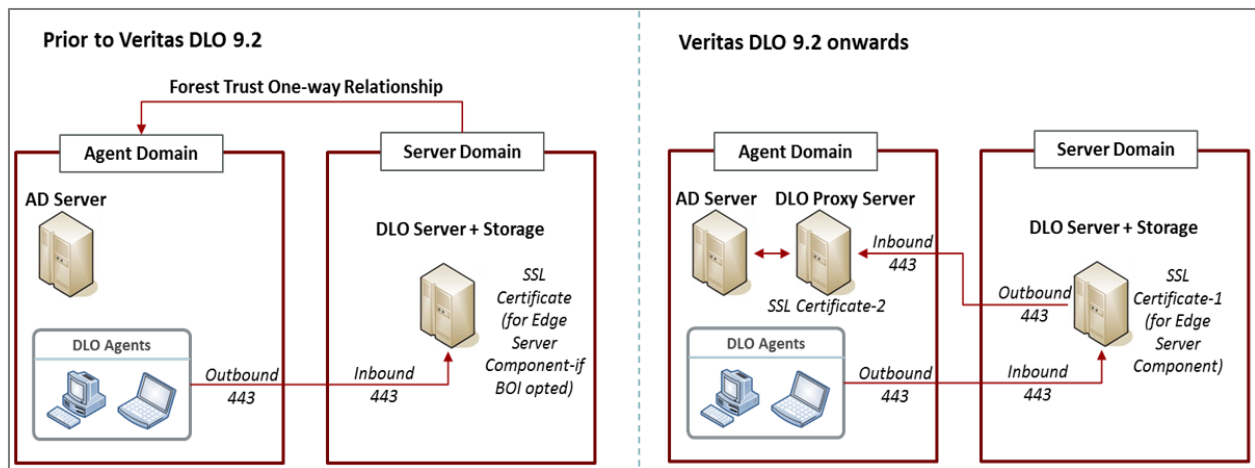 Prior to Veritas DLO 9.2
Forest Trust One-way Relationship
Agent Domain
Server Domain
AD Server
DLO Server + Storage
SSL
Certificate
(for Edge
Server
Component-if
BOI opted)
DLO Agents
Outbound
443
Inbound
443
Veritas DLO 9.2 onwards
Agent Domain
Server Domain
AD Server
DLO Proxy Server
Inbound
443
DLO Server + Storage
SSL Certificate-2
Outbound
443
SSL
Certificate-1
(for Edge
Server
Component)
DLO Agents
Outbound
443
Inbound
443